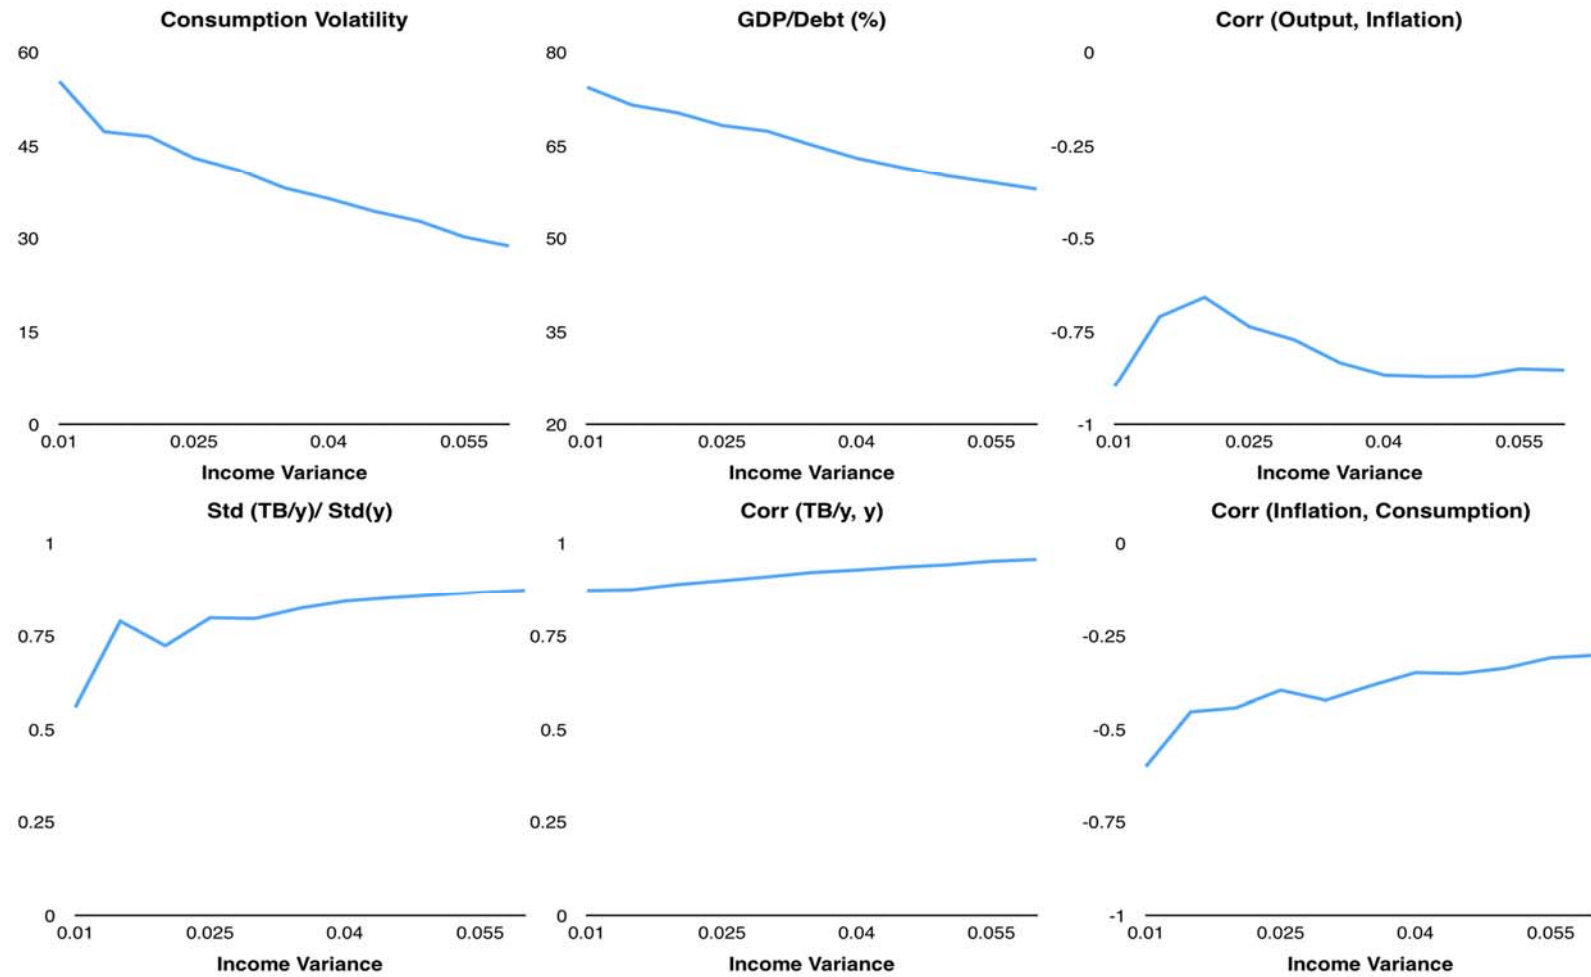 Consumption Volatility
60
45
30
15
0
0.01 0.025 0.04 0.055
Income Variance
GDP/Debt (%)
80
65
50
35
20
0.01 0.025 0.04 0.055
Income Variance
Corr (Output, Inflation)
0
-0.25
-0.5
-0.75
-1
0.01 0.025 0.04 0.055
Income Variance
Std (TB/y)/ Std(y)
1
0.75
0.5
0.25
0
0.01 0.025 0.04 0.055
Income Variance
Corr (TB/y, y)
1
0.75
0.5
0.25
0
0.01 0.025 0.04 0.055
Income Variance
Corr (Inflation, Consumption)
0
-0.25
-0.5
-0.75
-1
0.01 0.025 0.04 0.055
Income Variance